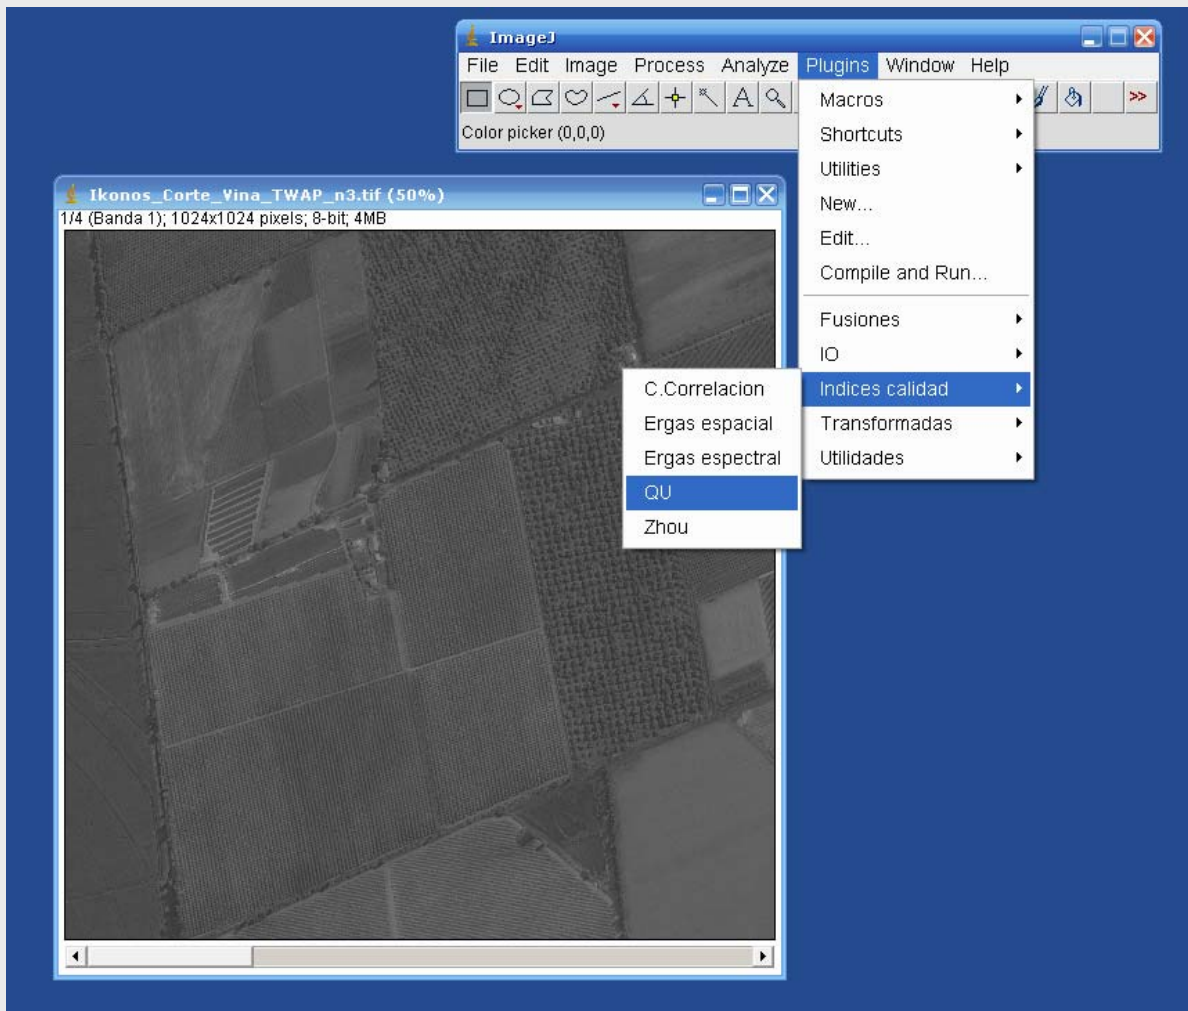 ImageJ
File Edit Image Process Analyze Plugins Window Help
Color picker (0,0,0)
Macros
Shortcuts
Utilities
New...
Edit...
Compile and Run...
Fusiones
IO
Indices calidad
Transformadas
Utilidades
C.Correlacion
Ergas espacial
Ergas espectral
QU
Zhou
Ikonos_Corte_Vina_TWAP_n3.tif (50%)
1/4 (Banda 1); 1024x1024 pixels; 8-bit; 4MB